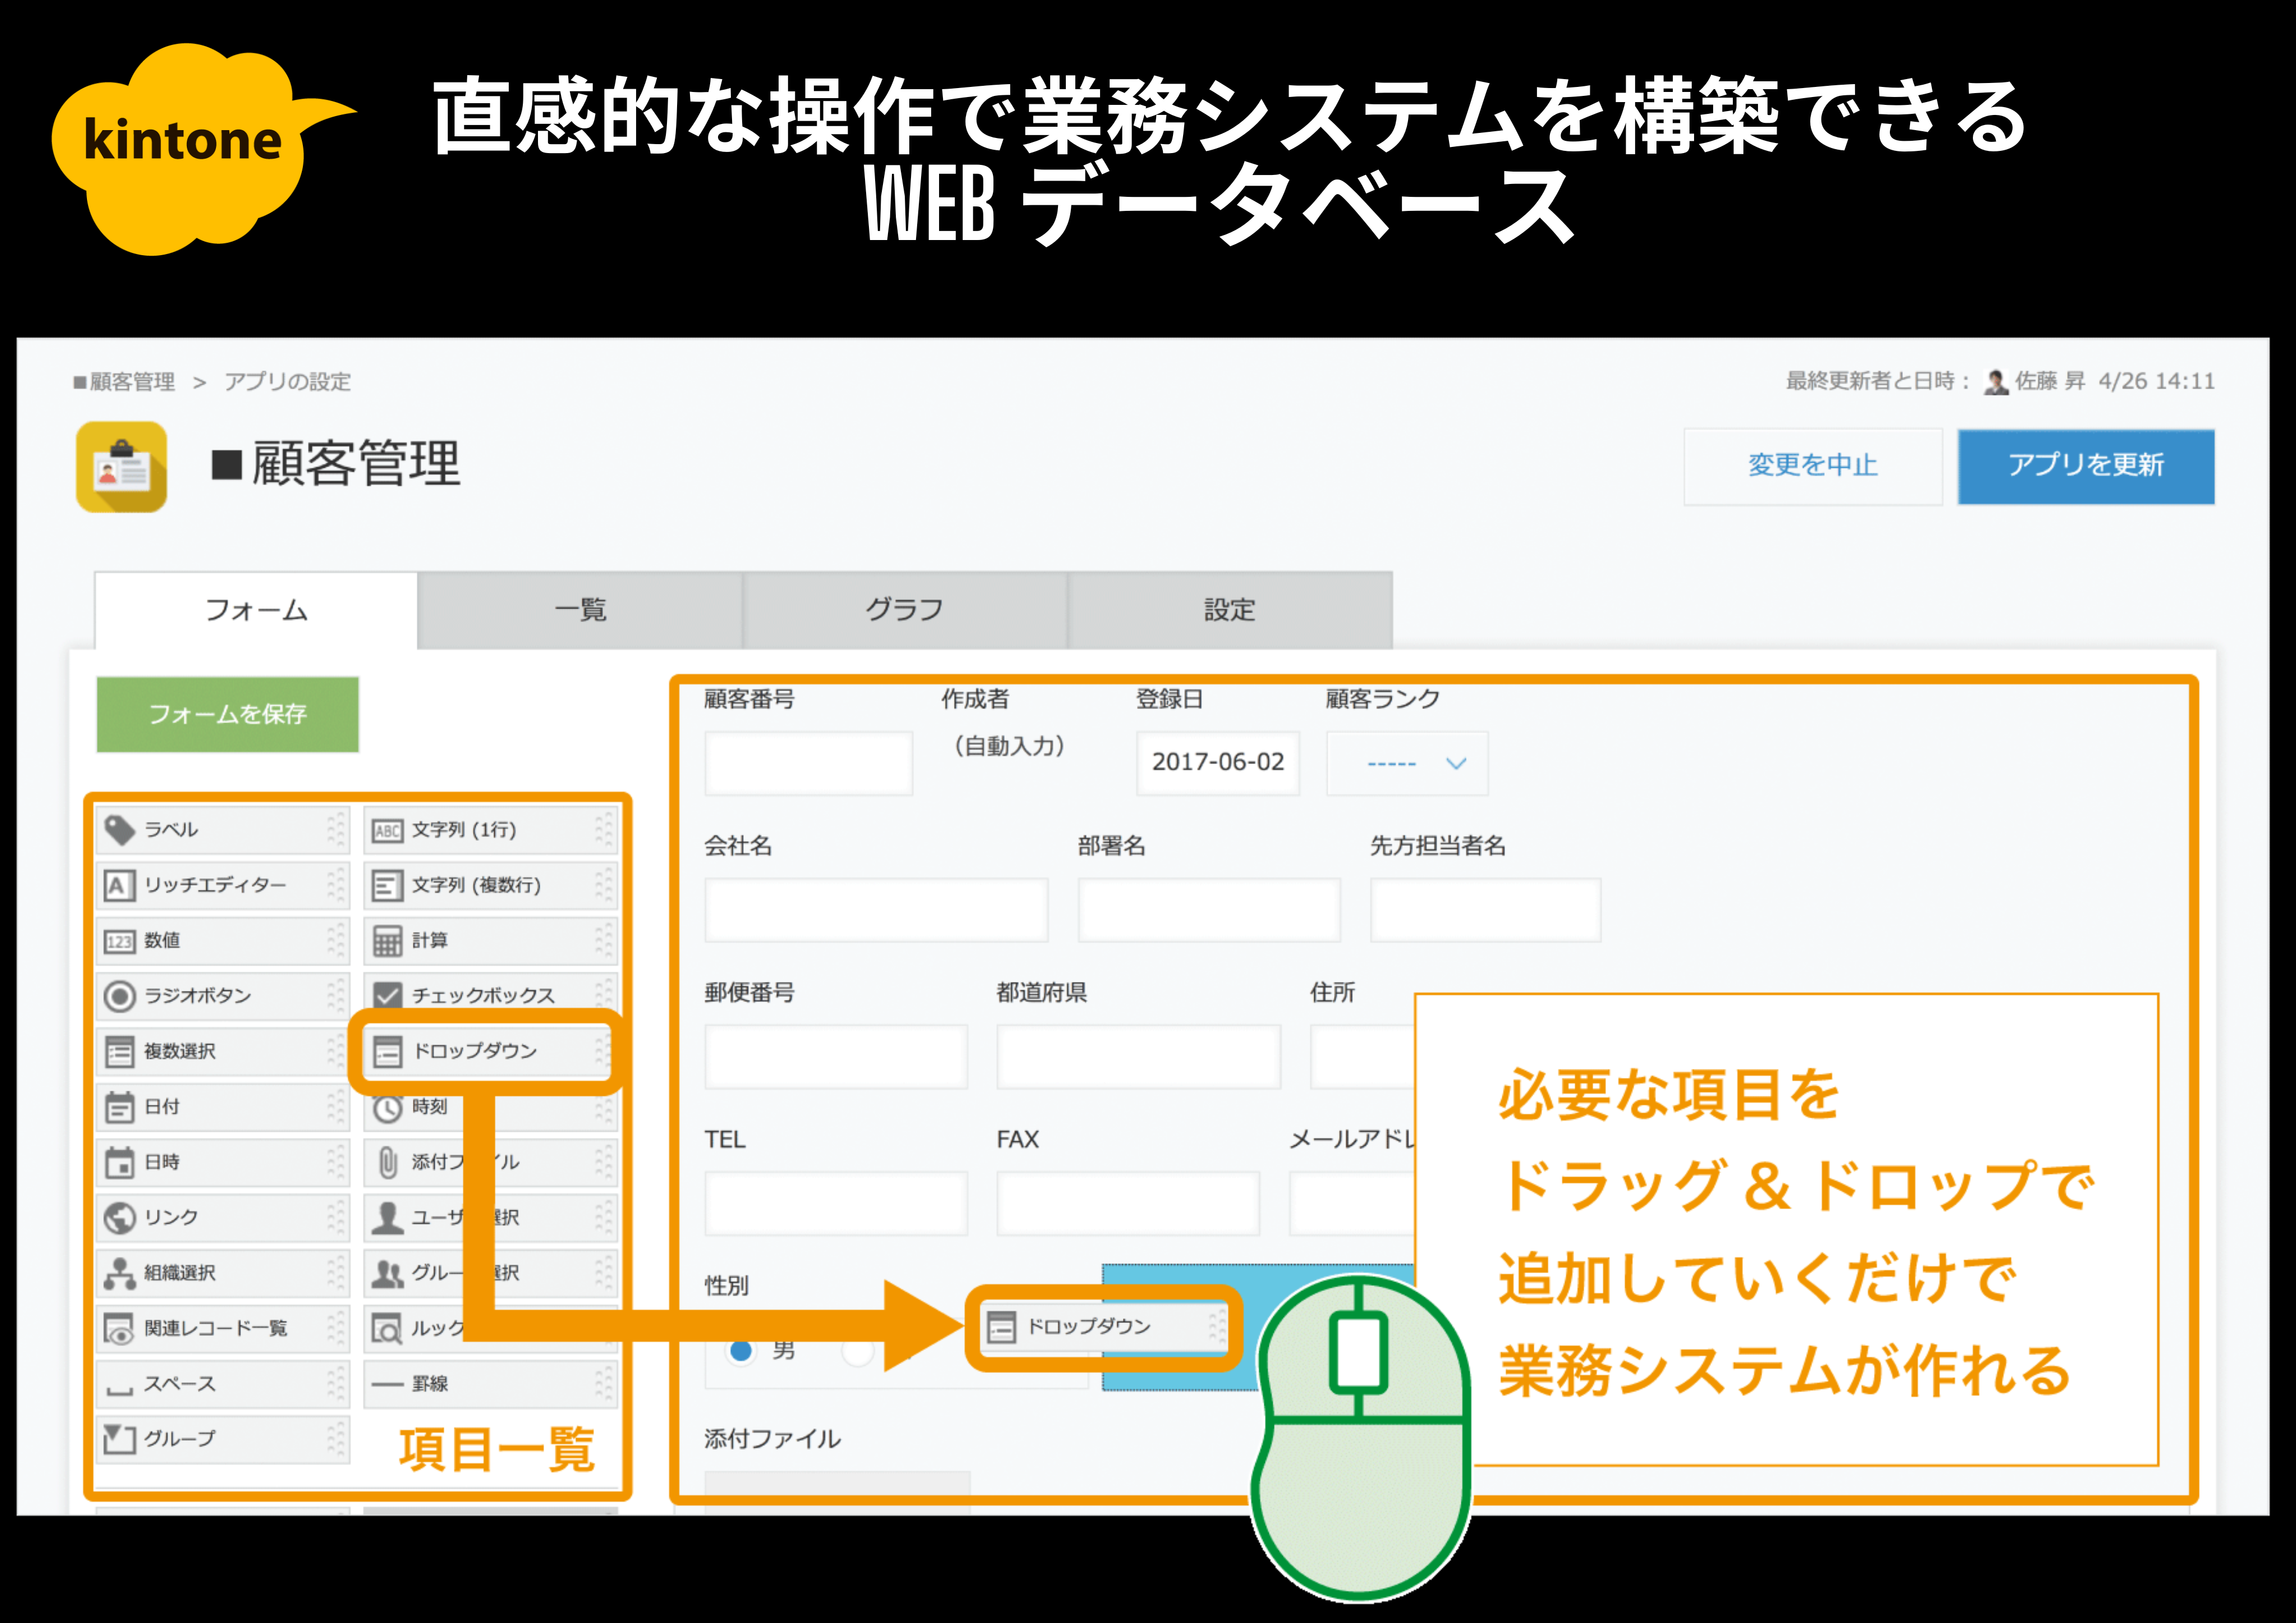 kintone
直感的な操作で業務システムを構築できる
WEB データベース
■顧客管理 > アプリの設定
最終更新者と日時： 佐藤 昇 4/26 14:11
■顧客管理
変更を中止
アプリを更新
フォーム
一覧
グラフ
設定
フォームを保存
ラベル
ABC 文字列 (1行)
A リッチエディター
文字列 (複数行)
123 数値
計算
ラジオボタン
チェックボックス
複数選択
ドロップダウン
日付
時刻
日時
添付フ イル
リンク
ユーザ 選択
組織選択
グルー 選択
関連レコード一覧
ルック
スペース
罫線
グループ
項目一覧
顧客番号
作成者
登録日
顧客ランク
（自動入力）
2017-06-02
-----
会社名
部署名
先方担当者名
郵便番号
都道府県
住所
TEL
FAX
メールアドレ
性別
男
ドロップダウン
添付ファイル
必要な項目を
ドラッグ & ドロップで
追加していくだけで
業務システムが作れる